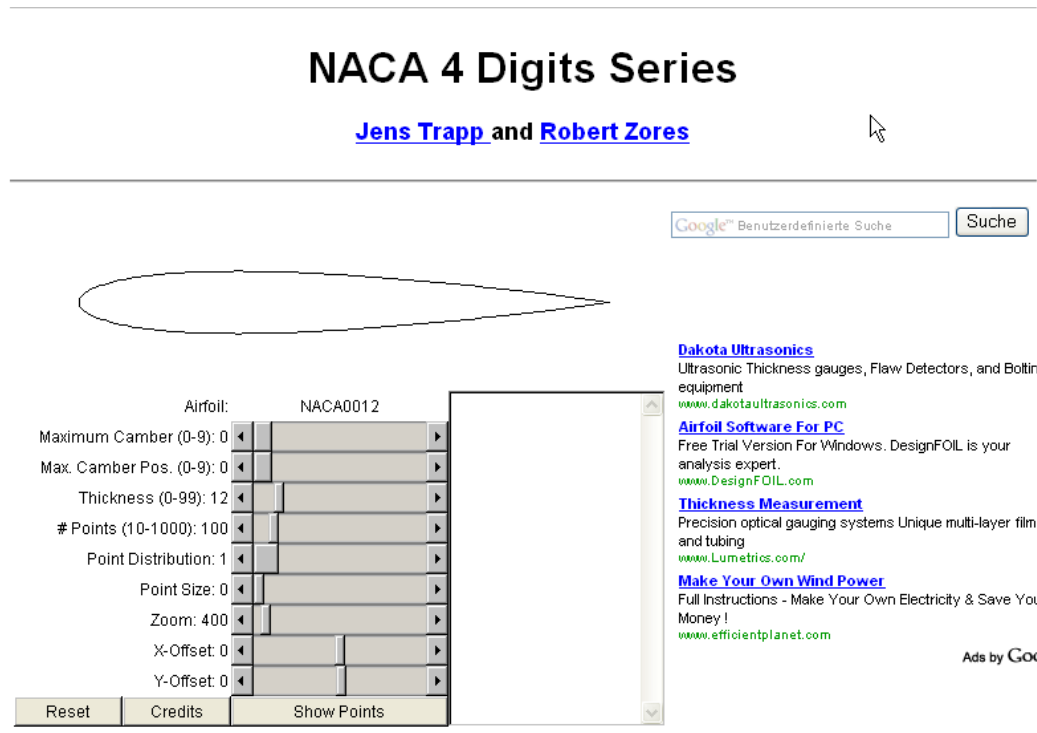 NACA 4 Digits Series
Jens Trapp and Robert Zores
Google™ Benutzerdefinierte Suche
Suche
Airfoil: NACA0012
Maximum Camber (0-9): 0
Max. Camber Pos. (0-9): 0
Thickness (0-99): 12
# Points (10-1000): 100
Point Distribution: 1
Point Size: 0
Zoom: 400
X-Offset: 0
Y-Offset: 0
Reset Credits Show Points
Dakota Ultrasonics
Ultrasonic Thickness gauges, Flaw Detectors, and Boltin
equipment
www.dakotaultrasonics.com
Airfoil Software For PC
Free Trial Version For Windows. DesignFOIL is your
analysis expert.
www.DesignFOIL.com
Thickness Measurement
Precision optical gauging systems Unique multi-layer film
and tubing
www.Lumetrics.com/
Make Your Own Wind Power
Full Instructions - Make Your Own Electricity & Save You
Money !
www.efficientplanet.com
Ads by Goo